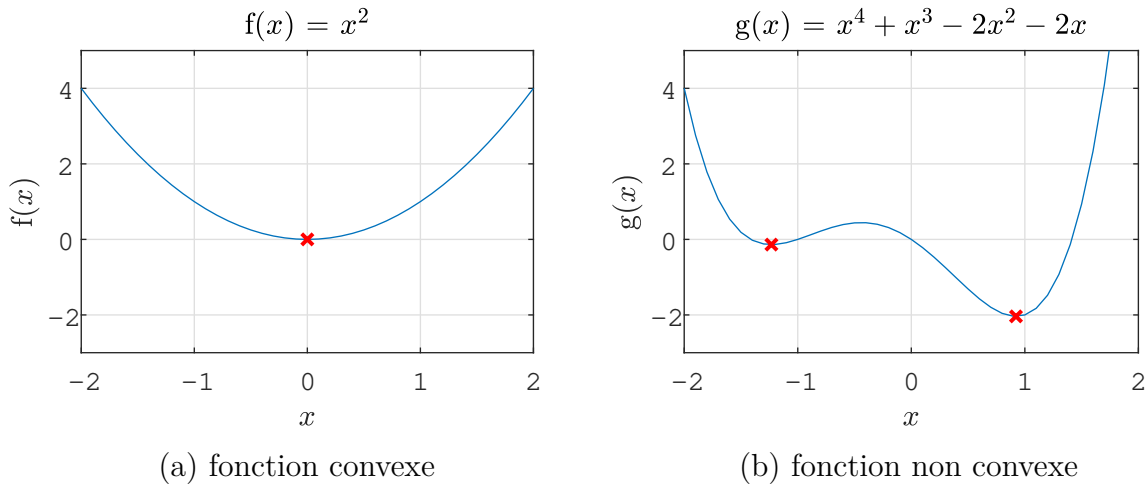 f(x) = x²
4
2
0
−2
−2
−1
0
1
2
f(x)
x
(a) fonction convexe
g(x) = x⁴ + x³ − 2x² − 2x
4
2
0
−2
−2
−1
0
1
2
g(x)
x
(b) fonction non convexe